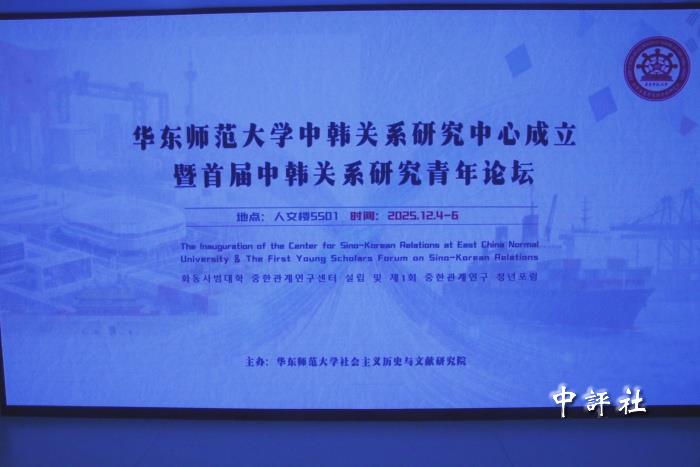 华东师范大学中韩关系研究中心成立
暨首届中韩关系研究青年论坛
地点：人文楼5501 时间：2025.12.4-6
The Inauguration of the Center for Sino-Korean Relations at East China Normal
University & The First Young Scholars Forum on Sino-Korean Relations
화동사범대학 중한관계연구센터 설립 및 제1회 중한관계연구 청년포럼
主办：华东师范大学社会主义历史与文献研究院
中評社